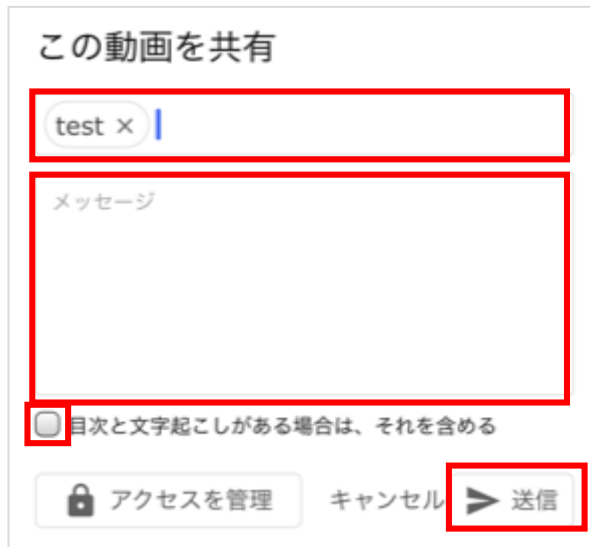 この動画を共有
test ×
メッセージ
目次と文字起こしがある場合は、それを含める
アクセスを管理 キャンセル 送信